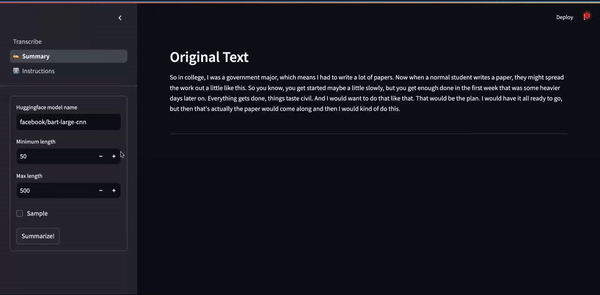 Deploy
Transcribe
Summary
Instructions
Huggingface model name
facebook/bart-large-cnn
Minimum length
50
Max length
500
Sample
Summarize!
Original Text
So in college, I was a government major, which means I had to write a lot of papers. Now when a normal student writes a paper, they might spread
the work out a little like this. So you know, you get started maybe a little slowly, but you get enough done in the first week that was some heavier
days later on. Everything gets done, things taste civil. And I would want to do that like that. That would be the plan. I would have it all ready to go,
but then that's actually the paper would come along and then I would kind of do this.